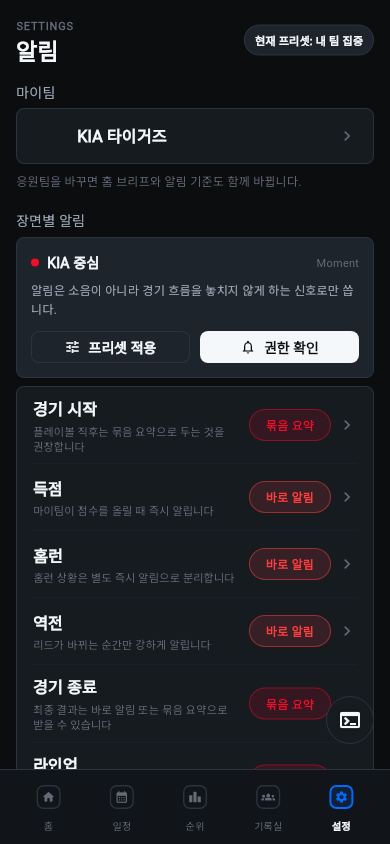 SETTINGS
알림
현재 프리셋: 내 팀 집중
마이팀
KIA 타이거즈
응원팀을 바꾸면 홈 브리프와 알림 기준도 함께 바뀝니다.
장면별 알림
KIA 중심
Moment
알림은 소음이 아니라 경기 흐름을 놓치지 않게 하는 신호로만 씁
니다.
프리셋 적용
권한 확인
경기 시작
플레이볼 직후는 묶음 요약으로 두는 것을
권장합니다
묶음 요약
득점
마이팀이 점수를 올릴 때 즉시 알립니다
바로 알림
홈런
홈런 상황은 별도 즉시 알림으로 분리합니다
바로 알림
역전
리드가 바뀌는 순간만 강하게 알립니다
바로 알림
경기 종료
최종 결과는 바로 알림 또는 묶음 요약으로
받을 수 있습니다
묶음 요약
라인업
홈
일정
순위
기록실
설정